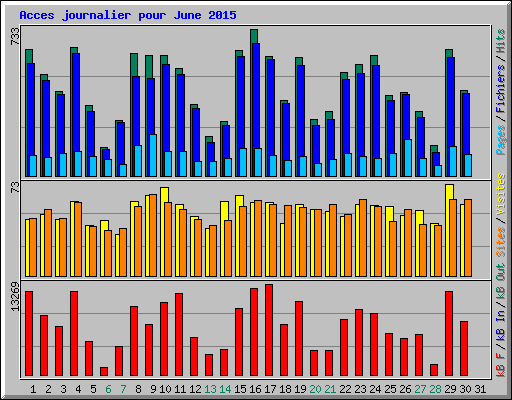 Acces journalier pour June 2015
733
73
13269
Pages / Fichiers / Hits
Sites / Visites
kB F / kB In / kB Out
1 2 3 4 5 6 7 8 9 10 11 12 13 14 15 16 17 18 19 20 21 22 23 24 25 26 27 28 29 30 31